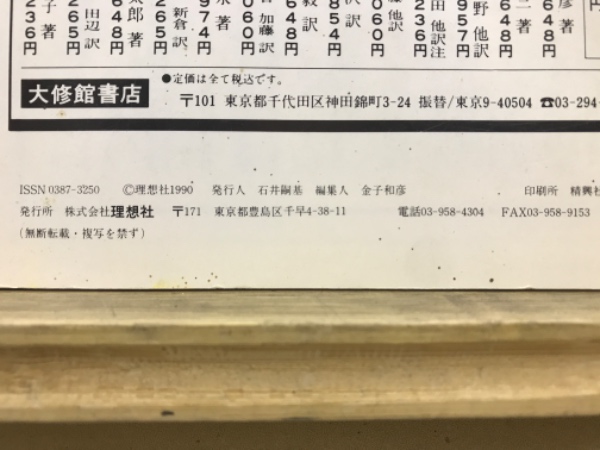 彦 著
648円
二 著
648円
野 他訳
957円
田 他訳注
236円
他訳
060円
訳
854円
訳
648円
加藤 訳
060円
著
974円
新倉 訳
265円
郎 著
648円
田辺 訳
265円
子 著
236円
●定価は全て税込です。
大修館書店 〒101 東京都千代田区神田錦町3-24 振替/東京9-40504 ☎03-294
ISSN 0387-3250 ©理想社1990 発行人 石井嗣基 編集人 金子和彦 印刷所 精興社
発行所 株式会社理想社 〒171 東京都豊島区千早4-38-11 電話03-958-4304 FAX03-958-9153
(無断転載・複写を禁ず)